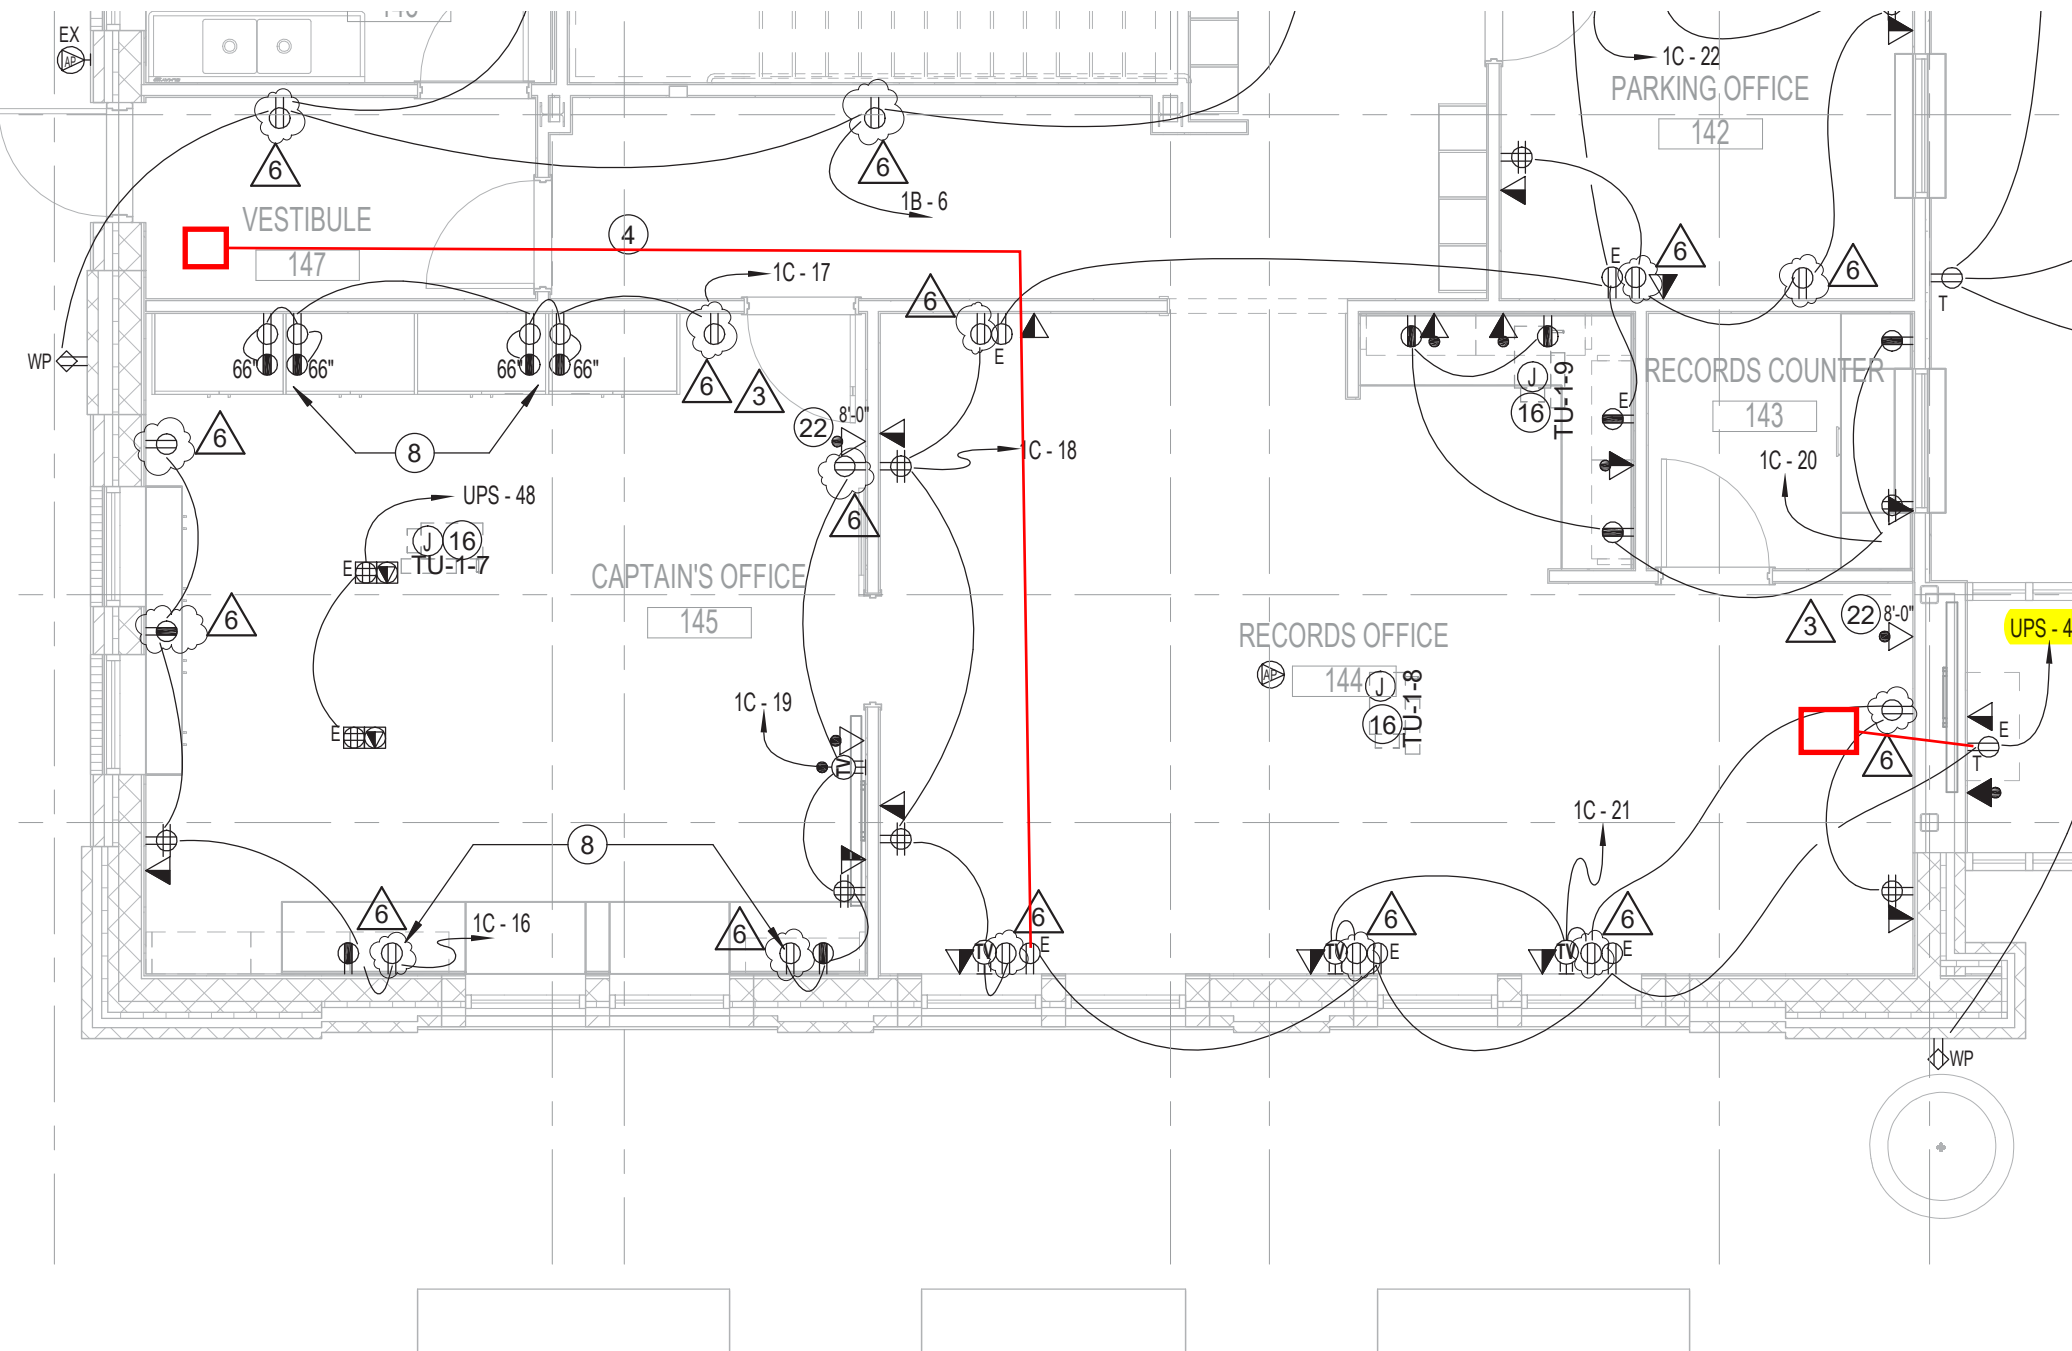 EX
AP
1C - 22
PARKING OFFICE
142
6
6
1B - 6
VESTIBULE
147
4
1C - 17
6
E
6
6
T
WP
66"
66"
66"
66"
6
3
E
RECORDS COUNTER
143
J
16
TU-1-9
E
22
8'-0"
8
6
1C - 18
1C - 20
UPS - 48
J
16
TU-1-7
E
6
CAPTAIN'S OFFICE
145
6
RECORDS OFFICE
AP
144
J
16
TU-1-8
3
22
8'-0"
UPS - 4
E
1C - 19
TV
E
T
6
1C - 21
8
6
1C - 16
6
6
TV
E
6
TV
E
6
TV
E
WP